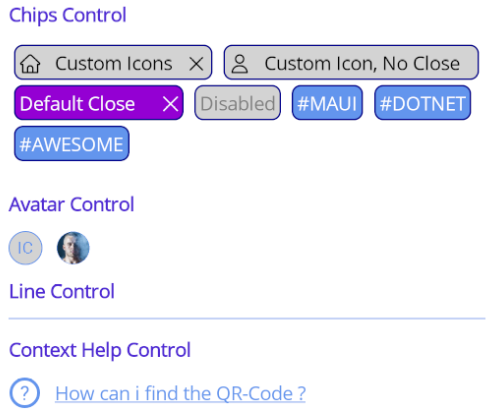 Chips Control
Custom Icons Custom Icon, No Close
Default Close Disabled #MAUI #DOTNET
#AWESOME
Avatar Control
IC
Line Control
Context Help Control
? How can i find the QR-Code ?